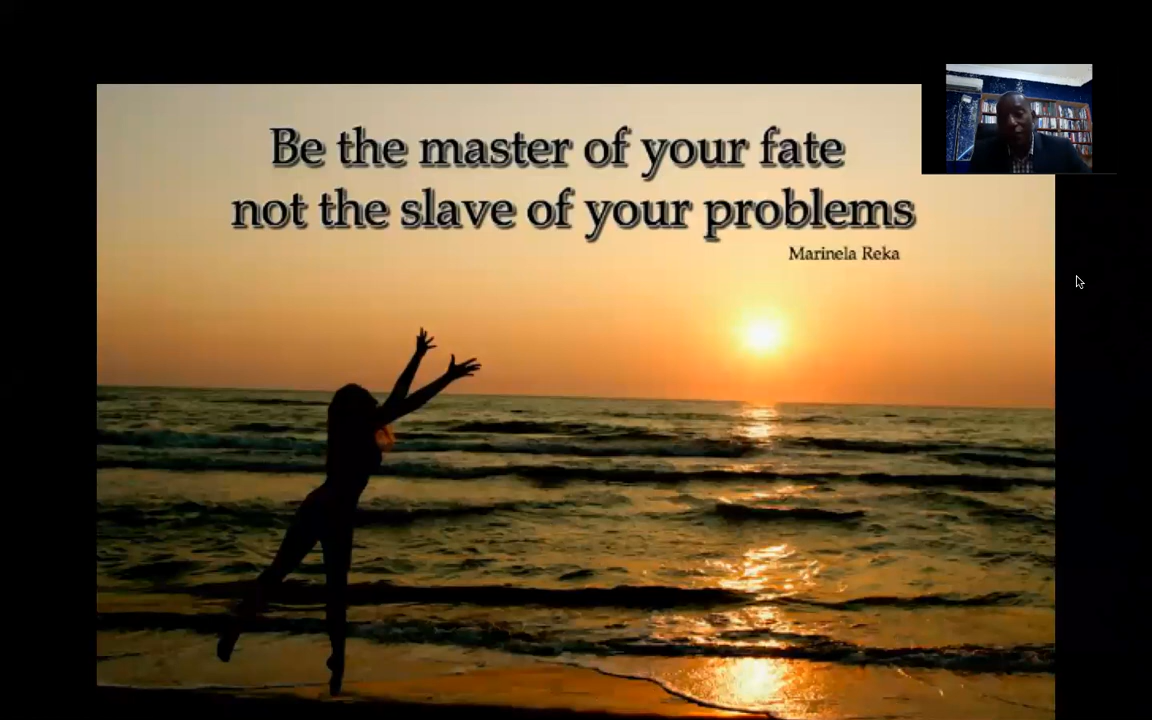 Be the master of your fate
not the slave of your problems
Marinela Reka